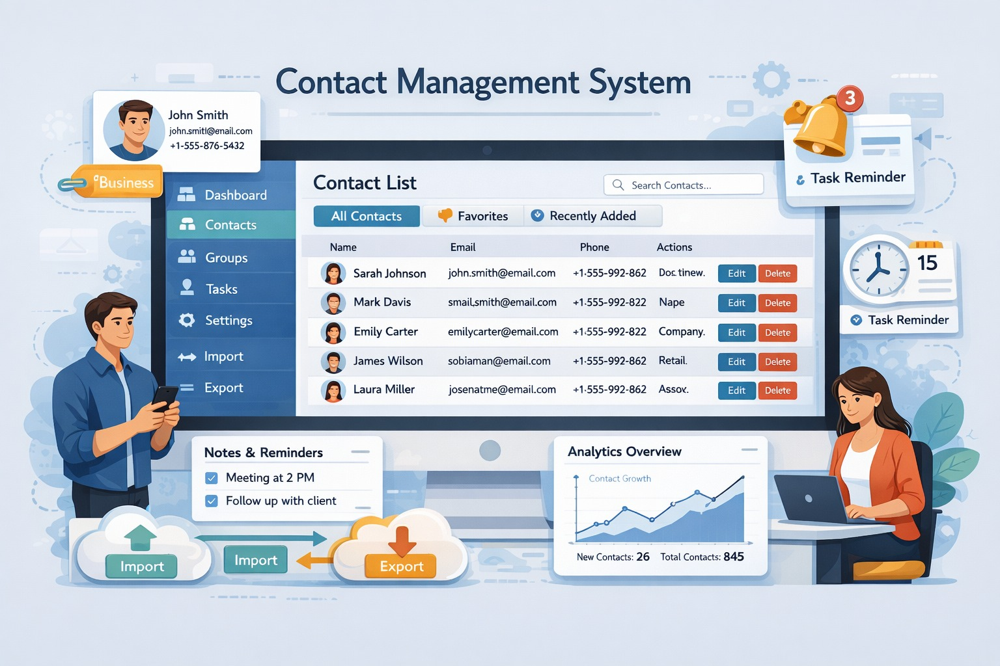 Contact Management System
John Smith
john.smitl@email.com
+1-555-876-5432
Business
3
Task Reminder
Dashboard
Contacts
Groups
Tasks
Settings
Import
Export
Contact List
Search Contacts...
All Contacts
Favorites
Recently Added
Name Email Phone Actions
Sarah Johnson john.smith@email.com +1-555-992-862 Doc tinew. Edit Delete
Mark Davis smail.smith@email.com +1-555-992-822 Nape Edit Delete
Emily Carter emilycarter@email.com +1-555-992-822 Company. Edit Delete
James Wilson sobiaman@email.com +1-555-992-862 Retail. Edit Delete
Laura Miller josenatme@email.com +1-555-992-862 Assov. Edit Delete
15
Task Reminder
Notes & Reminders
Meeting at 2 PM
Follow up with client
Import
Import
Export
Analytics Overview
Contact Growth
New Contacts: 26 Total Contacts: 845